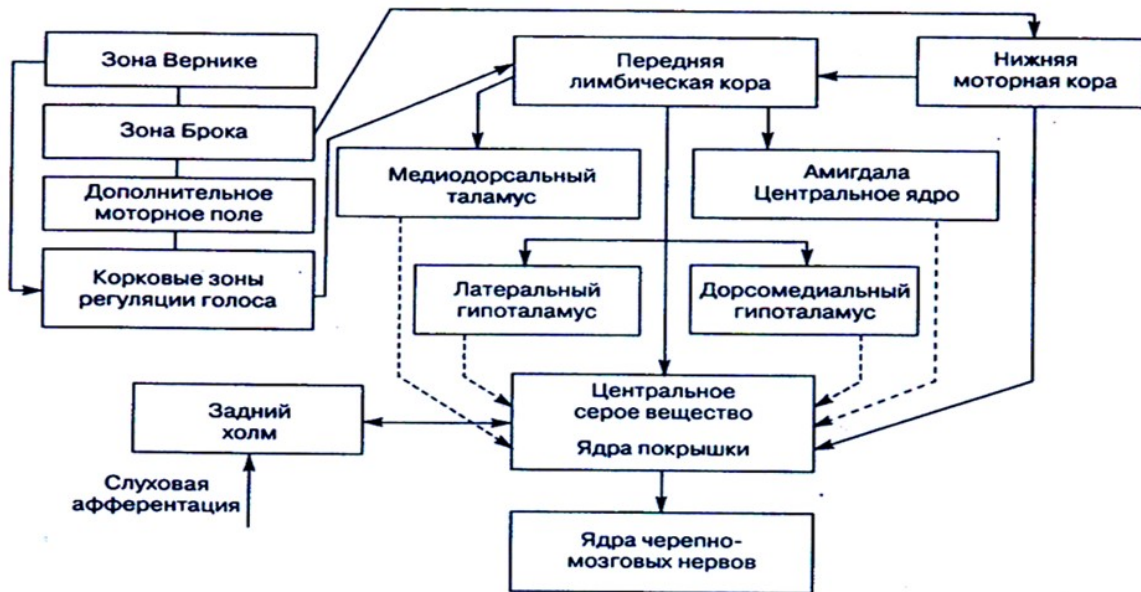 Зона Вернике
Зона Брока
Дополнительное
моторное поле
Корковые зоны
регуляции голоса
Передняя
лимбическая кора
Нижняя
моторная кора
Медиодорсальный
таламус
Амигдала
Центральное ядро
Латеральный
гипоталамус
Дорсомедиальный
гипоталамус
Задний
холм
Центральное
серое вещество
Ядра покрышки
Слуховая
афферентация
Ядра черепно-
мозговых нервов